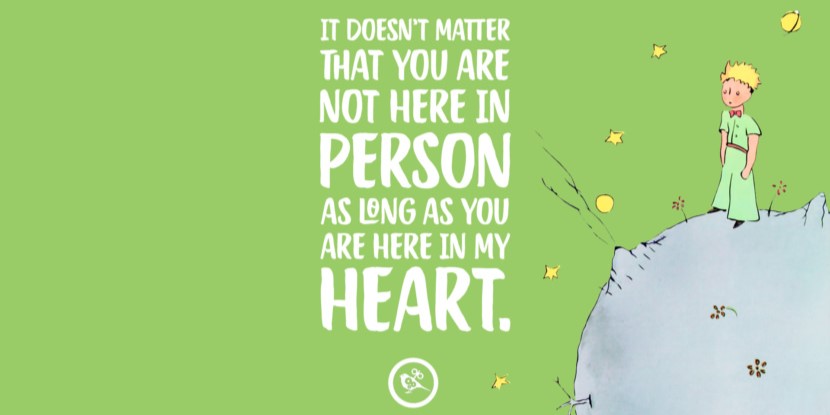 IT DOESN'T MATTER
THAT YOU ARE
NOT HERE IN
PERSON
AS LONG AS YOU
ARE HERE IN MY
HEART.